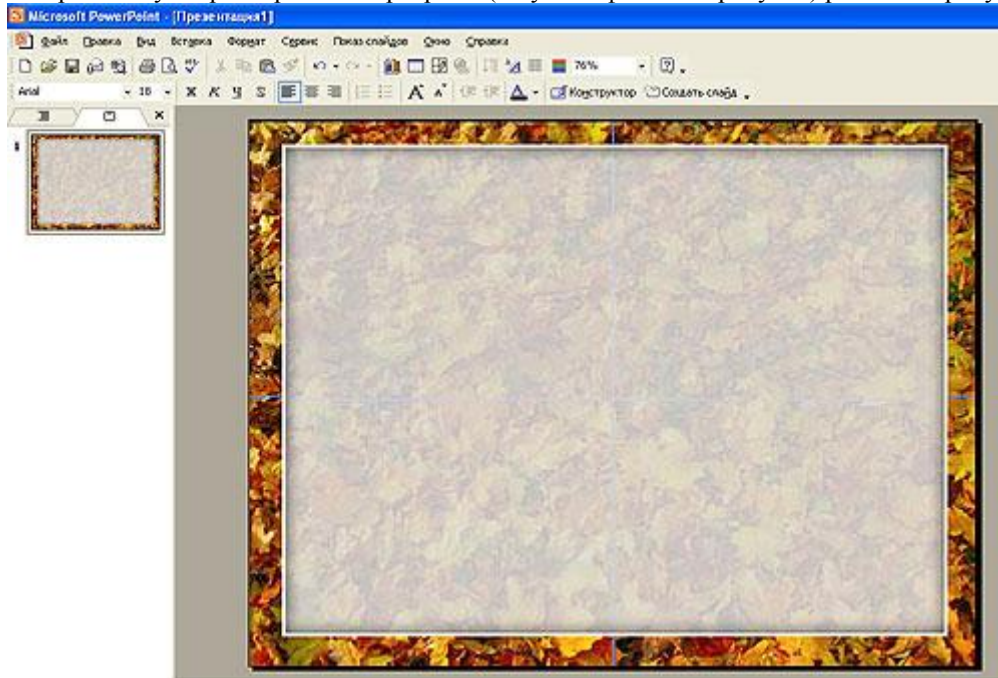 Microsoft PowerPoint - [Презентация1]
Файл Правка Вид Вставка Формат Сервис Показ слайдов Окно Справка
76%
Arial 18 Ж К Ч S Конструктор Создать слайд